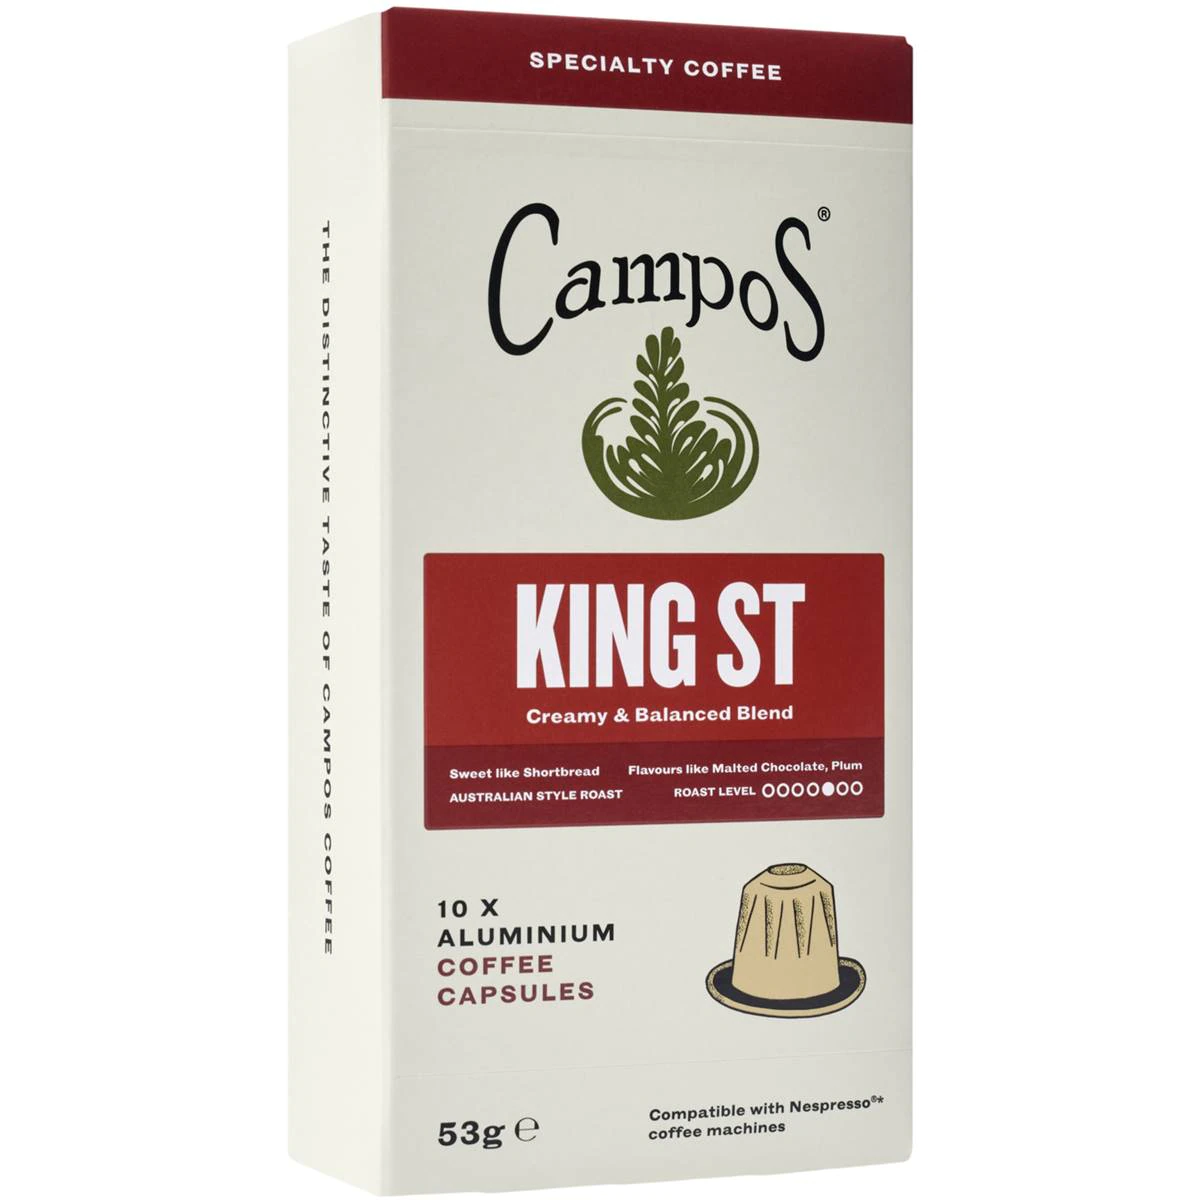 SPECIALTY COFFEE
CampoS®
KING ST
Creamy & Balanced Blend
Sweet like Shortbread Flavours like Malted Chocolate, Plum
AUSTRALIAN STYLE ROAST ROAST LEVEL
10 X
ALUMINIUM
COFFEE
CAPSULES
53g ℮
Compatible with Nespresso®*
coffee machines
THE DISTINCTIVE TASTE OF CAMPOS COFFEE